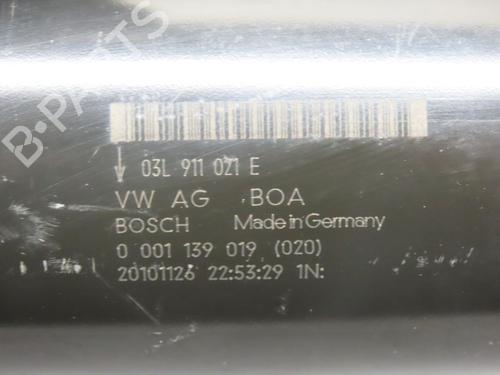 B-PARTS
03L 911 021 E
VW AG BOA
BOSCH Made in Germany
0 001 139 019 (020)
20101126 22:53:29 1N: